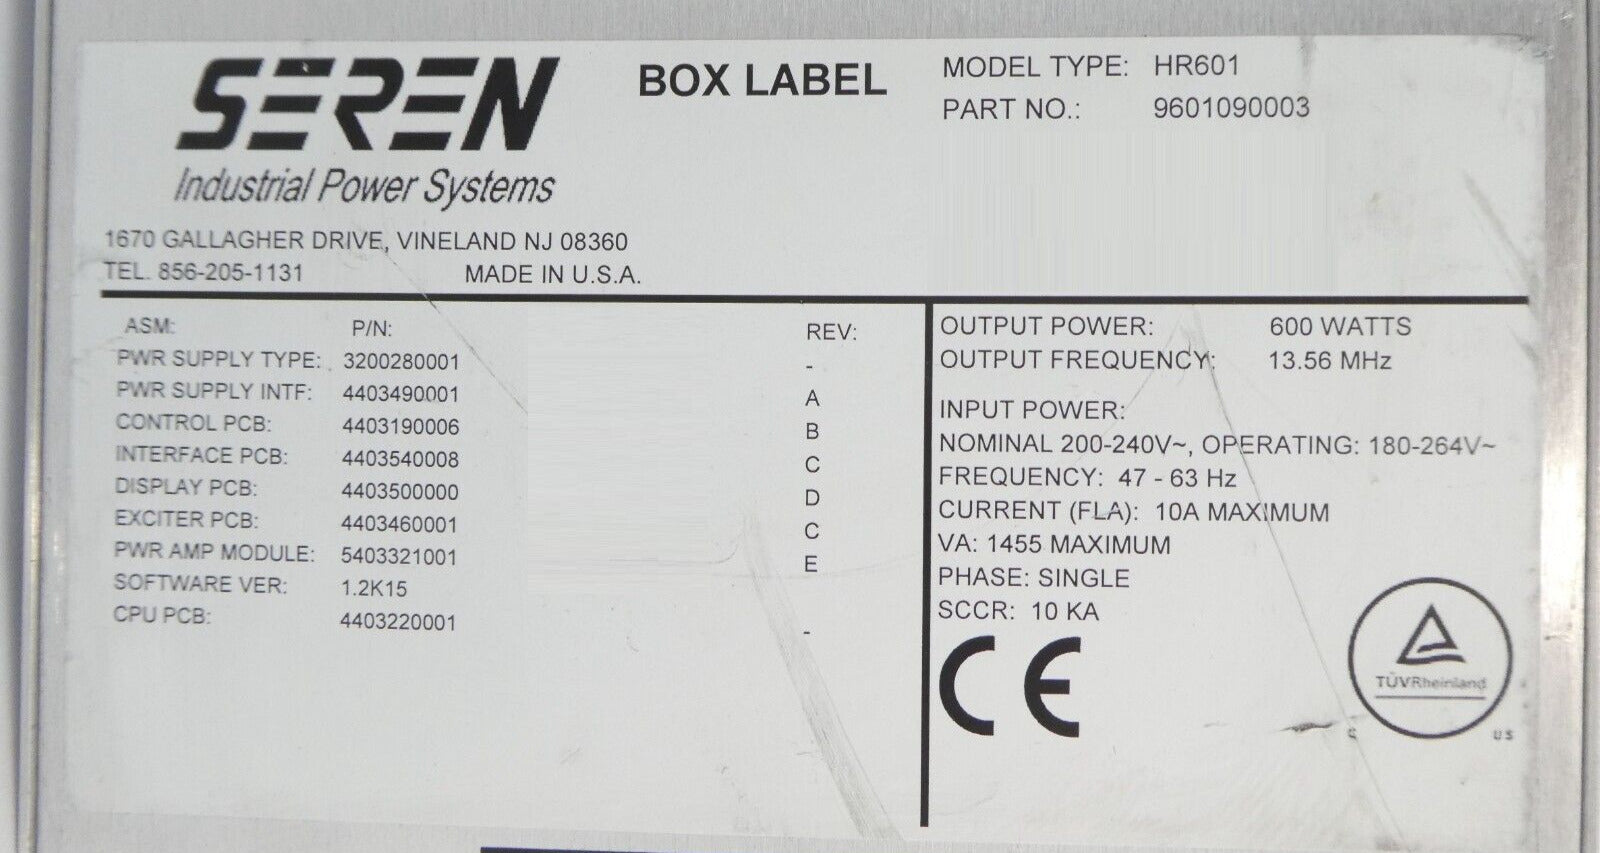 SEREN
Industrial Power Systems
BOX LABEL
MODEL TYPE: HR601
PART NO.: 9601090003
1670 GALLAGHER DRIVE, VINELAND NJ 08360
TEL. 856-205-1131 MADE IN U.S.A.
ASM: P/N: REV:
PWR SUPPLY TYPE: 3200280001 -
PWR SUPPLY INTF: 4403490001 A
CONTROL PCB: 4403190006 B
INTERFACE PCB: 4403540008 C
DISPLAY PCB: 4403500000 D
EXCITER PCB: 4403460001 C
PWR AMP MODULE: 5403321001 E
SOFTWARE VER: 1.2K15
CPU PCB: 4403220001 -
OUTPUT POWER: 600 WATTS
OUTPUT FREQUENCY: 13.56 MHz
INPUT POWER:
NOMINAL 200-240V~, OPERATING: 180-264V~
FREQUENCY: 47 - 63 Hz
CURRENT (FLA): 10A MAXIMUM
VA: 1455 MAXIMUM
PHASE: SINGLE
SCCR: 10 KA
CE
TÜVRheinland
C US